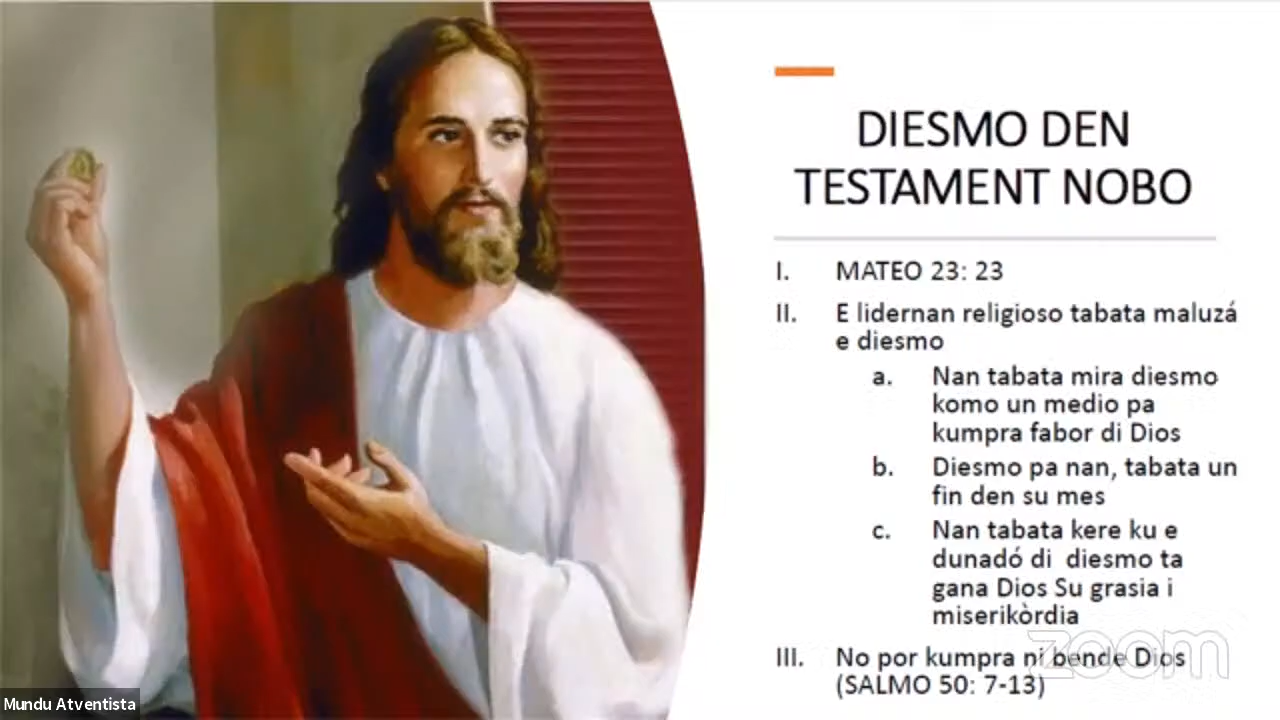 DIESMO DEN
TESTAMENT NOBO
I. MATEO 23: 23
II. E lidernan religioso tabata maluzá
e diesmo
a. Nan tabata mira diesmo
komo un medio pa
kumpra fabor di Dios
b. Diesmo pa nan, tabata un
fin den su mes
c. Nan tabata kere ku e
dunadó di diesmo ta
gana Dios Su grasia i
miserikòrdia
III. No por kumpra ni bende Dios
(SALMO 50: 7-13)
zoom
Mundu Atventista